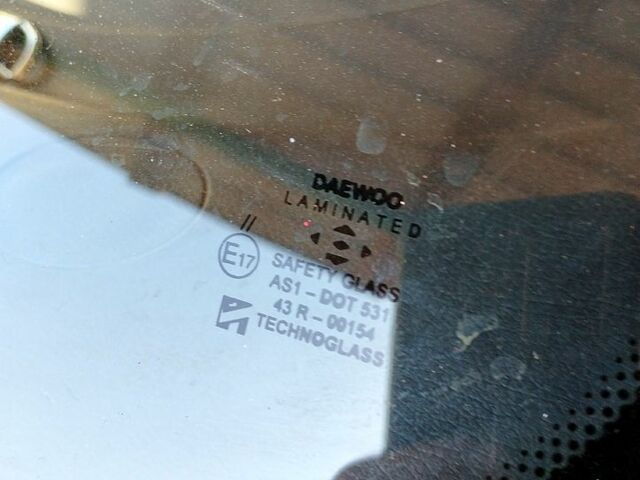 DAEWOO
LAMINATED
//
E17
SAFETY GLASS
AS1 - DOT 531
43 R - 00154
TECHNOGLASS